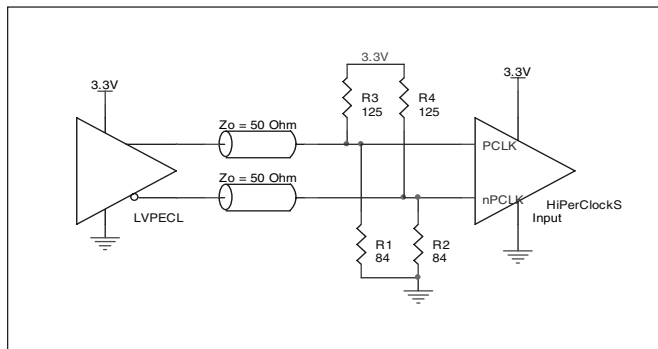 3.3V
3.3V
3.3V
R3
125
R4
125
Zo = 50 Ohm
PCLK
Zo = 50 Ohm
nPCLK
HiPerClockS
Input
LVPECL
R1
84
R2
84